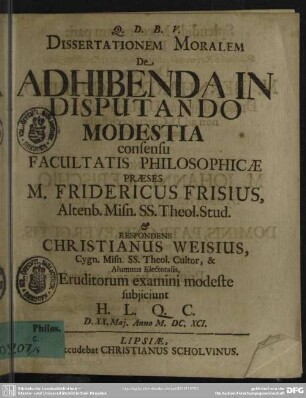 Q. D. B. V.
DISSERTATIONEM MORALEM
De
ADHIBENDA IN
DISPUTANDO
MODESTIA
consensu
FACULTATIS PHILOSOPHICÆ
PRÆSES
M. FRIDERICUS FRISIUS,
Altenb. Misn. SS. Theol. Stud.
&
RESPONDENS
CHRISTIANUS WEISIUS,
Cygn. Misn. SS. Theol. Cultor, &
Alumnus Electoralis,
Eruditorum examini modeste
subjiciunt
H. L. Q. C.
D. XX. Maj. Anno M. DC. XCI.
LIPSIÆ,
excudebat CHRISTIANUS SCHOLVINUS.
Philos.
C.